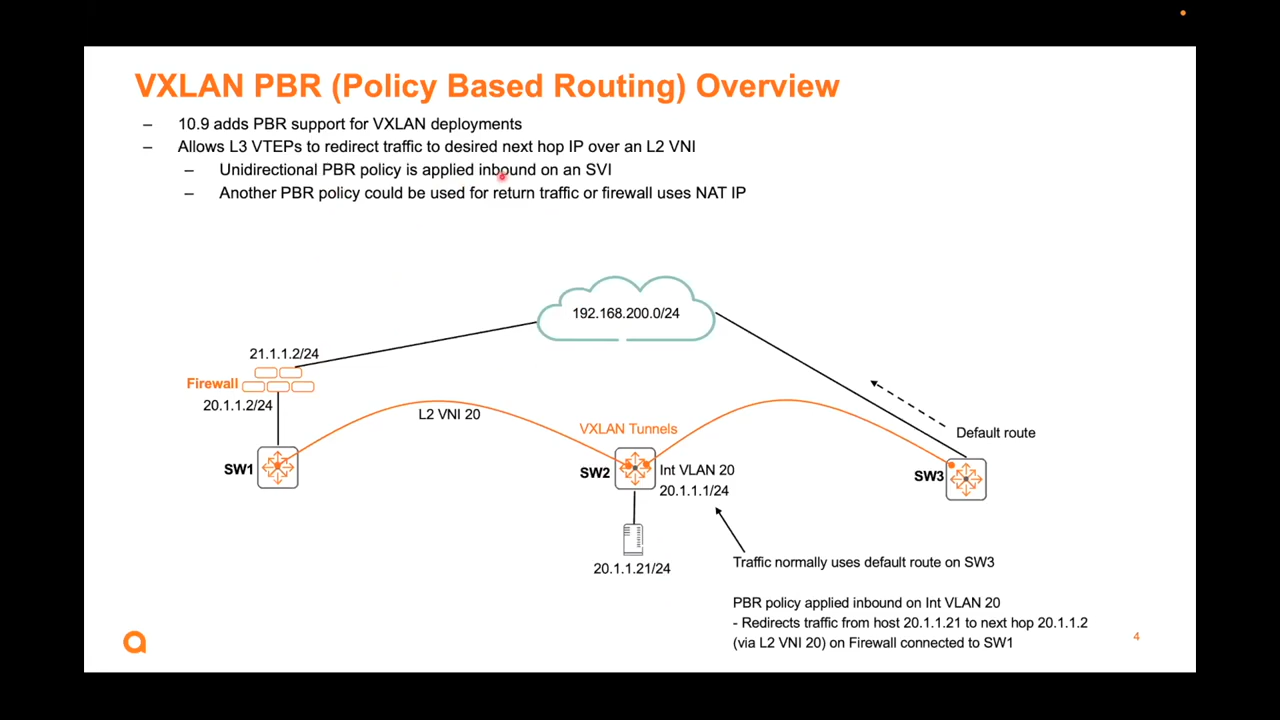 VXLAN PBR (Policy Based Routing) Overview
– 10.9 adds PBR support for VXLAN deployments
– Allows L3 VTEPs to redirect traffic to desired next hop IP over an L2 VNI
– Unidirectional PBR policy is applied inbound on an SVI
– Another PBR policy could be used for return traffic or firewall uses NAT IP
192.168.200.0/24
21.1.1.2/24
Firewall
20.1.1.2/24
L2 VNI 20
VXLAN Tunnels
Default route
SW1
SW2
Int VLAN 20
20.1.1.1/24
SW3
20.1.1.21/24
Traffic normally uses default route on SW3
PBR policy applied inbound on Int VLAN 20
- Redirects traffic from host 20.1.1.21 to next hop 20.1.1.2
(via L2 VNI 20) on Firewall connected to SW1
4